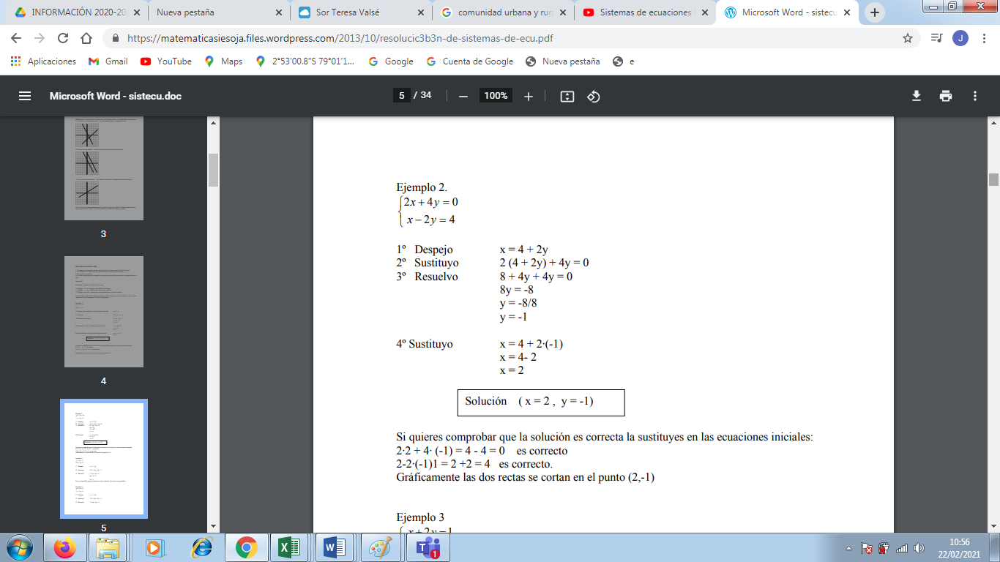 INFORMACIÓN 2020-20
Nueva pestaña
Sor Teresa Valsé
comunidad urbana y rura
Sistemas de ecuaciones
Microsoft Word - sistecu
https://matematicasiesoja.files.wordpress.com/2013/10/resolucic3b3n-de-sistemas-de-ecu.pdf
J
Aplicaciones
Gmail
YouTube
Maps
2°53'00.8"S 79°01'1...
Google
Cuenta de Google
Nueva pestaña
e
Microsoft Word - sistecu.doc
5 / 34
100%
3
4
5
Ejemplo 2.
2x + 4y = 0
x − 2y = 4
1º Despejo x = 4 + 2y
2º Sustituyo 2 (4 + 2y) + 4y = 0
3º Resuelvo 8 + 4y + 4y = 0
8y = -8
y = -8/8
y = -1
4º Sustituyo x = 4 + 2·(-1)
x = 4- 2
x = 2
Solución ( x = 2 , y = -1)
Si quieres comprobar que la solución es correcta la sustituyes en las ecuaciones iniciales:
2·2 + 4· (-1) = 4 - 4 = 0 es correcto
2-2·(-1)1 = 2 +2 = 4 es correcto.
Gráficamente las dos rectas se cortan en el punto (2,-1)
Ejemplo 3
x + 2y = 1
1
10:56
22/02/2021